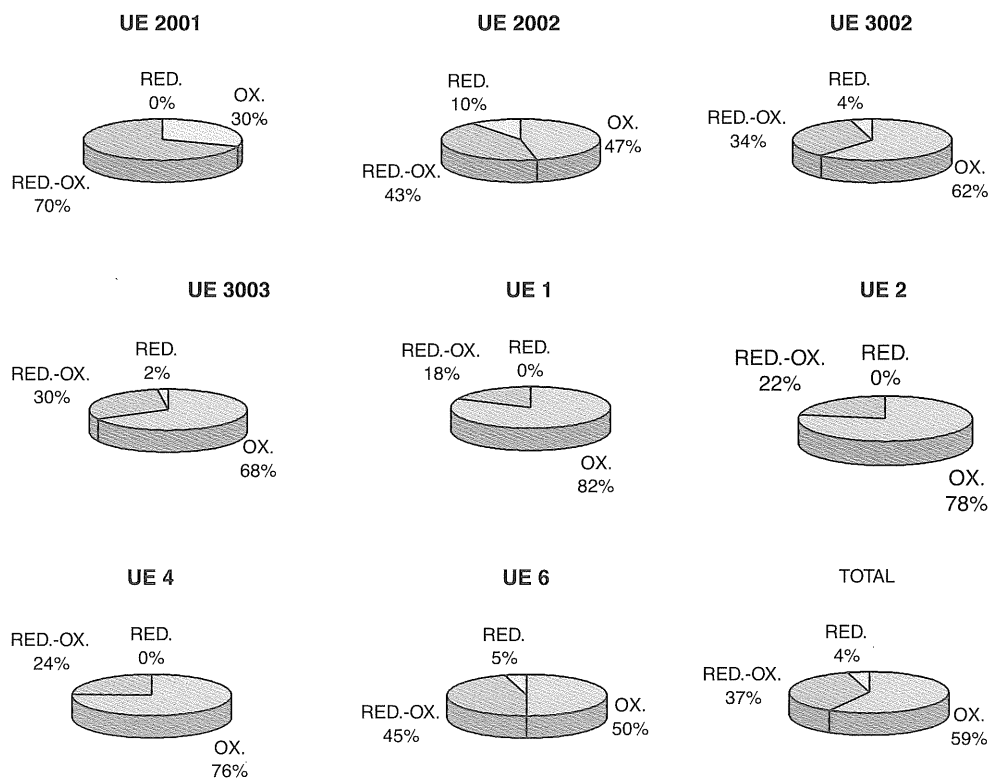 UE 2001
RED.
0%
OX.
30%
RED.-OX.
70%
UE 2002
RED.
10%
OX.
47%
RED.-OX.
43%
UE 3002
RED.
4%
RED.-OX.
34%
OX.
62%
UE 3003
RED.
2%
RED.-OX.
30%
OX.
68%
UE 1
RED.-OX.
18%
RED.
0%
OX.
82%
UE 2
RED.-OX.
22%
RED.
0%
OX.
78%
UE 4
RED.-OX.
24%
RED.
0%
OX.
76%
UE 6
RED.
5%
RED.-OX.
45%
OX.
50%
TOTAL
RED.
4%
RED.-OX.
37%
OX.
59%